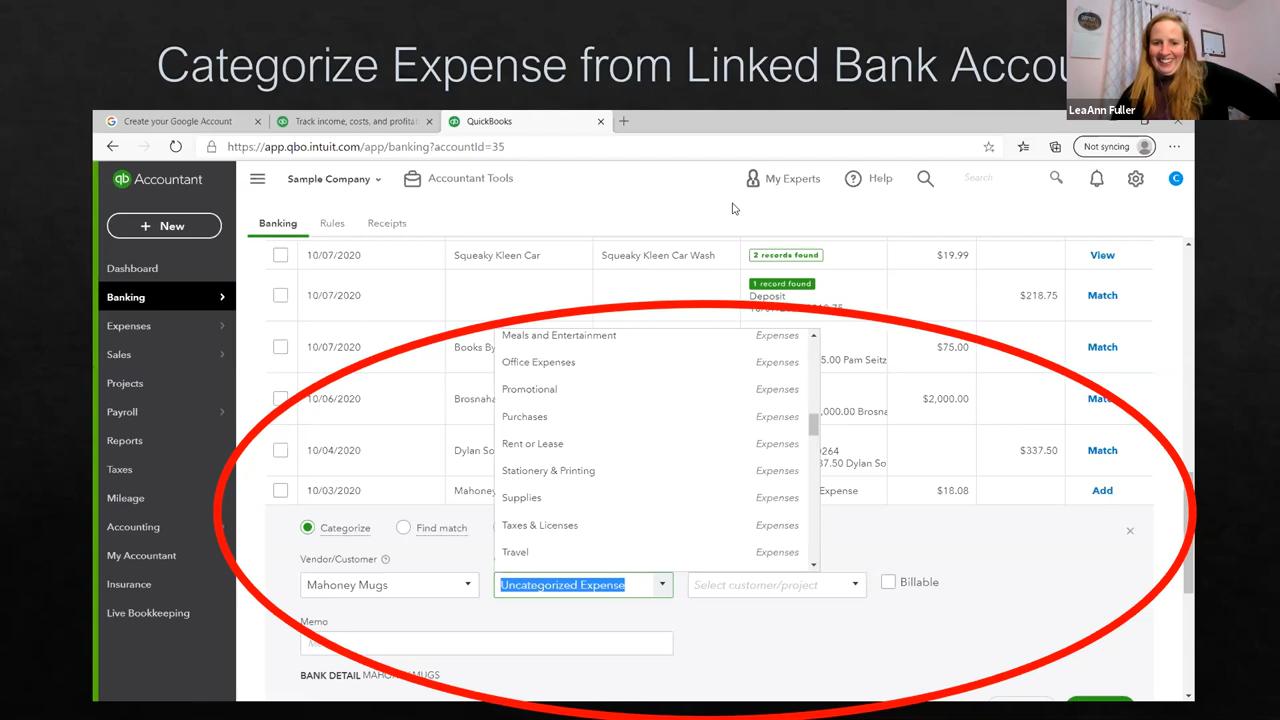 Categorize Expense from Linked Bank Accou
LeaAnn Fuller
Create your Google Account
Track income, costs, and profitab
QuickBooks
https://app.qbo.intuit.com/app/banking?accountId=35
Not syncing
qb Accountant
Sample Company
Accountant Tools
My Experts
? Help
Search
C
+ New
Banking Rules Receipts
Dashboard
Banking
Expenses
Sales
Projects
Payroll
Reports
Taxes
Mileage
Accounting
My Accountant
Insurance
Live Bookkeeping
10/07/2020 Squeaky Kleen Car Squeaky Kleen Car Wash 2 records found $19.99 View
10/07/2020 1 record found $218.75 Match
Deposit
10/07/2020 Books By $75.00 Match
5.00 Pam Seitz
10/06/2020 Brosnaha $2,000.00 Match
,000.00 Brosna
10/04/2020 Dylan So 0264 $337.50 Match
37.50 Dylan So
10/03/2020 Mahoney Expense $18.08 Add
Meals and Entertainment Expenses
Office Expenses Expenses
Promotional Expenses
Purchases Expenses
Rent or Lease Expenses
Stationery & Printing Expenses
Supplies Expenses
Taxes & Licenses Expenses
Travel Expenses
Categorize Find match
Vendor/Customer ?
Mahoney Mugs Uncategorized Expense Select customer/project Billable
Memo
BANK DETAIL MAHONEY MUGS